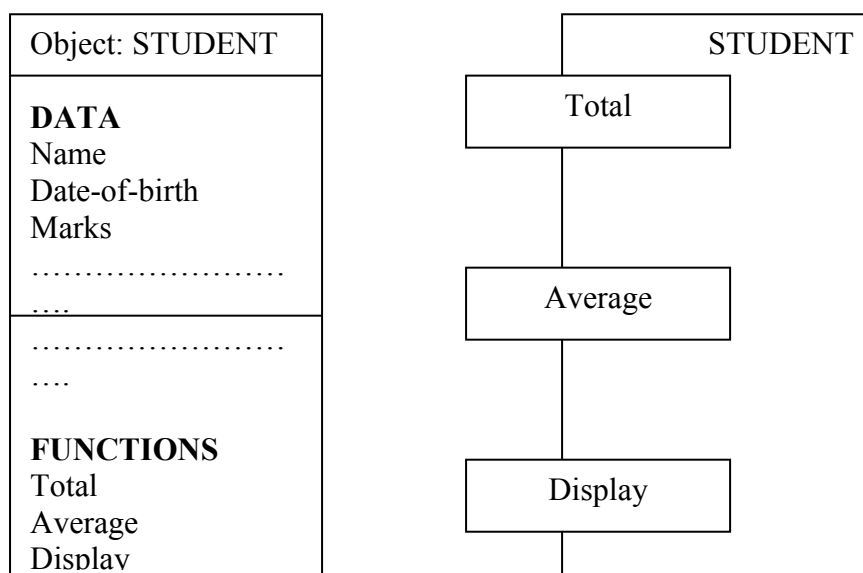 Object: STUDENT
DATA
Name
Date-of-birth
Marks
……………………
….
……………………
….
FUNCTIONS
Total
Average
Display
STUDENT
Total
Average
Display